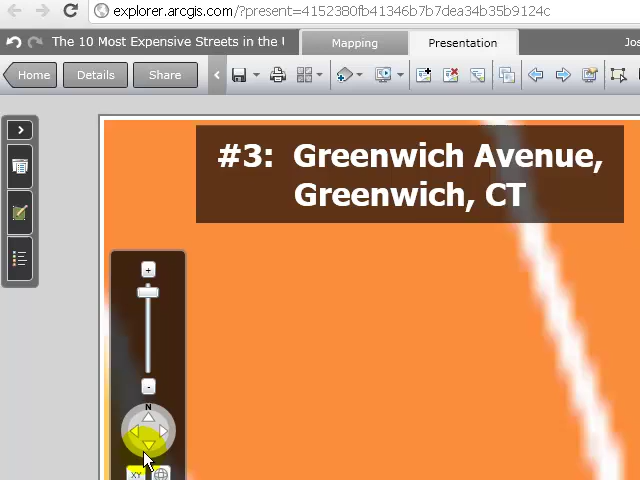 explorer.arcgis.com/?present=4152380fb41346b7b7dea34b35b9124c
The 10 Most Expensive Streets in the
Mapping
Presentation
Home
Details
Share
#3: Greenwich Avenue,
Greenwich, CT
+
-
N
XY